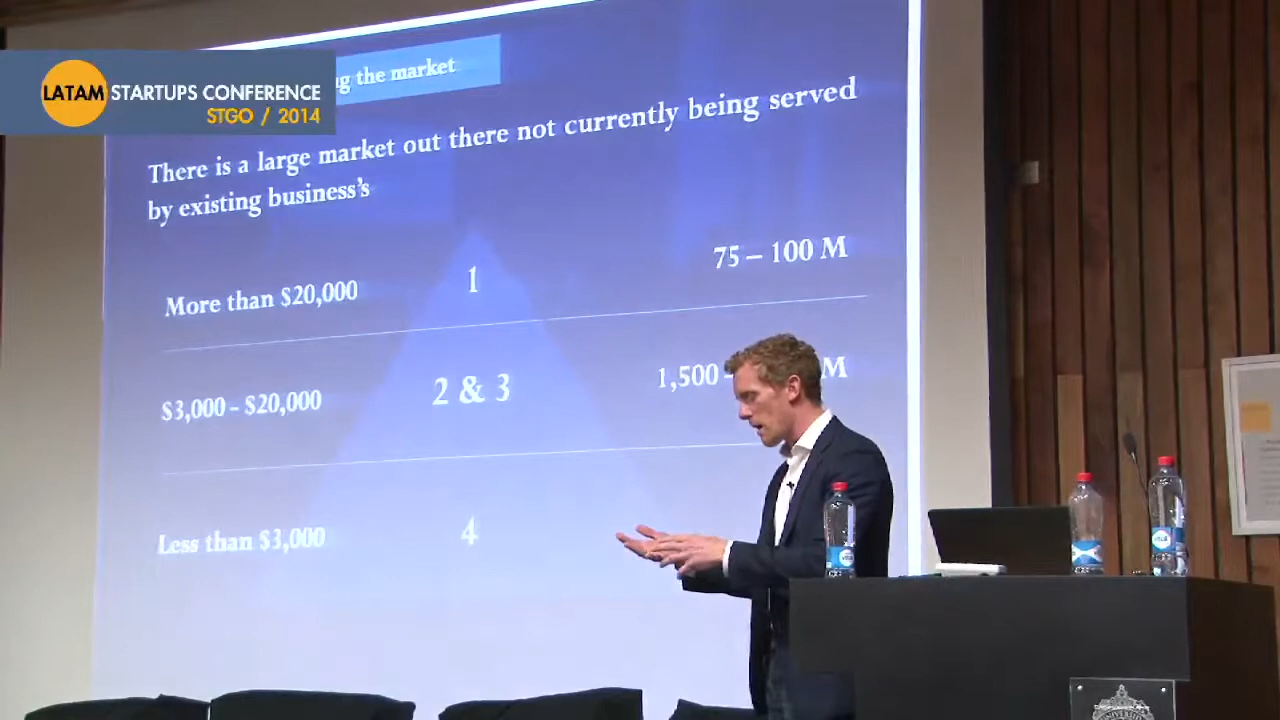 LATAM STARTUPS CONFERENCE
STGO / 2014
the market
There is a large market out there not currently being served
by existing business's
More than $20,000 1 75 – 100 M
$3,000 - $20,000 2 & 3 1,500 M
Less than $3,000 4